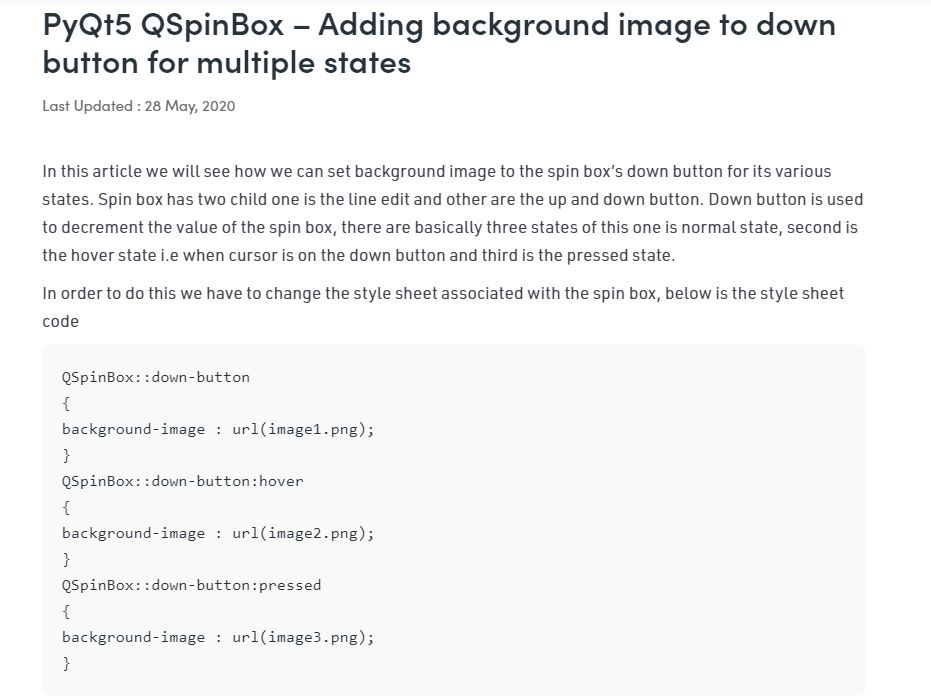 PyQt5 QSpinBox – Adding background image to down
button for multiple states
Last Updated : 28 May, 2020
In this article we will see how we can set background image to the spin box’s down button for its various
states. Spin box has two child one is the line edit and other are the up and down button. Down button is used
to decrement the value of the spin box, there are basically three states of this one is normal state, second is
the hover state i.e when cursor is on the down button and third is the pressed state.
In order to do this we have to change the style sheet associated with the spin box, below is the style sheet
code
QSpinBox::down-button
{
background-image : url(image1.png);
}
QSpinBox::down-button:hover
{
background-image : url(image2.png);
}
QSpinBox::down-button:pressed
{
background-image : url(image3.png);
}